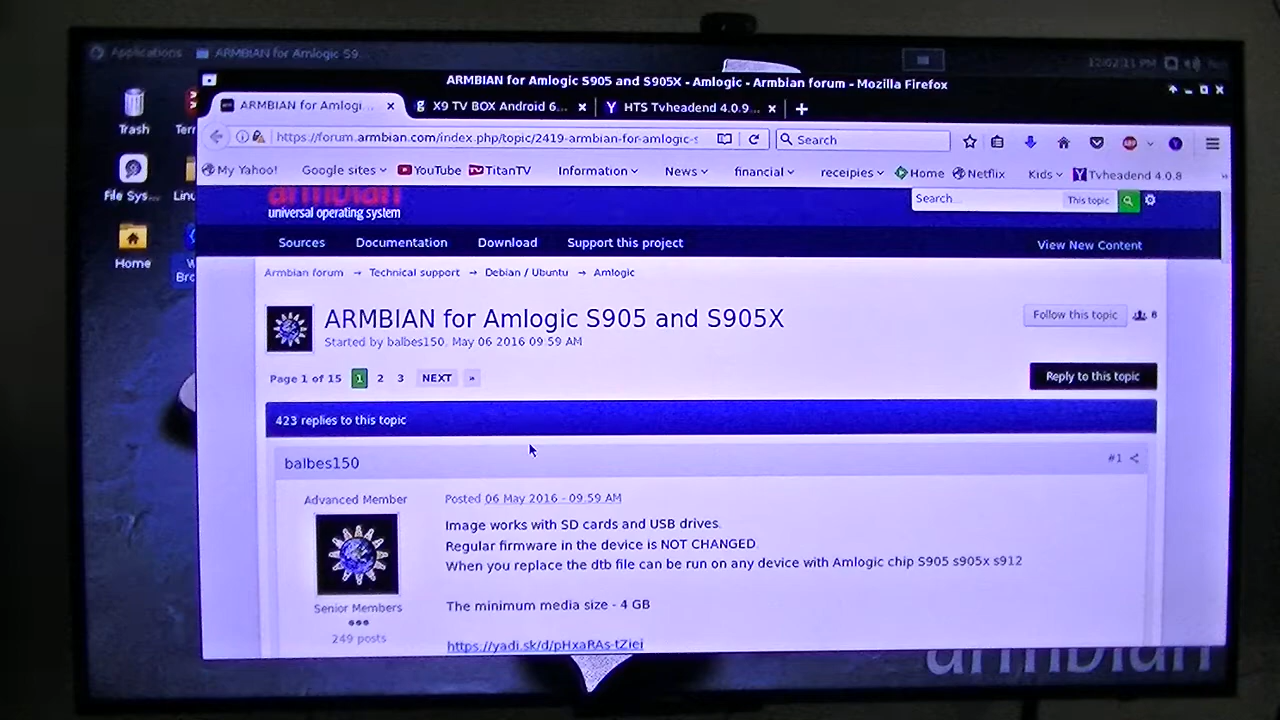 Applications ARMBIAN for Amlogic S9... 12:02:11 PM
ARMBIAN for Amlogic S905 and S905X - Amlogic - Armbian forum - Mozilla Firefox
ARMBIAN for Amlogi... X9 TV BOX Android 6... HTS Tvheadend 4.0.9...
https://forum.armbian.com/index.php/topic/2419-armbian-for-amlogic-s Search
My Yahoo! Google sites YouTube TitanTV Information News financial receipies Home Netflix Kids Tvheadend 4.0.8
Trash
File Sys...
Home
armbian
universal operating system
Search... This topic
Sources Documentation Download Support this project View New Content
Armbian forum → Technical support → Debian / Ubuntu → Amlogic
ARMBIAN for Amlogic S905 and S905X
Started by balbes150, May 06 2016 09:59 AM
Follow this topic 8
Page 1 of 15 1 2 3 NEXT »
Reply to this topic
423 replies to this topic
balbes150 #1
Advanced Member
Senior Members
249 posts
Posted 06 May 2016 - 09:59 AM
Image works with SD cards and USB drives.
Regular firmware in the device is NOT CHANGED.
When you replace the dtb file can be run on any device with Amlogic chip S905 s905x s912
The minimum media size - 4 GB
https://yadi.sk/d/pHxaRAs-tZiei
armbian